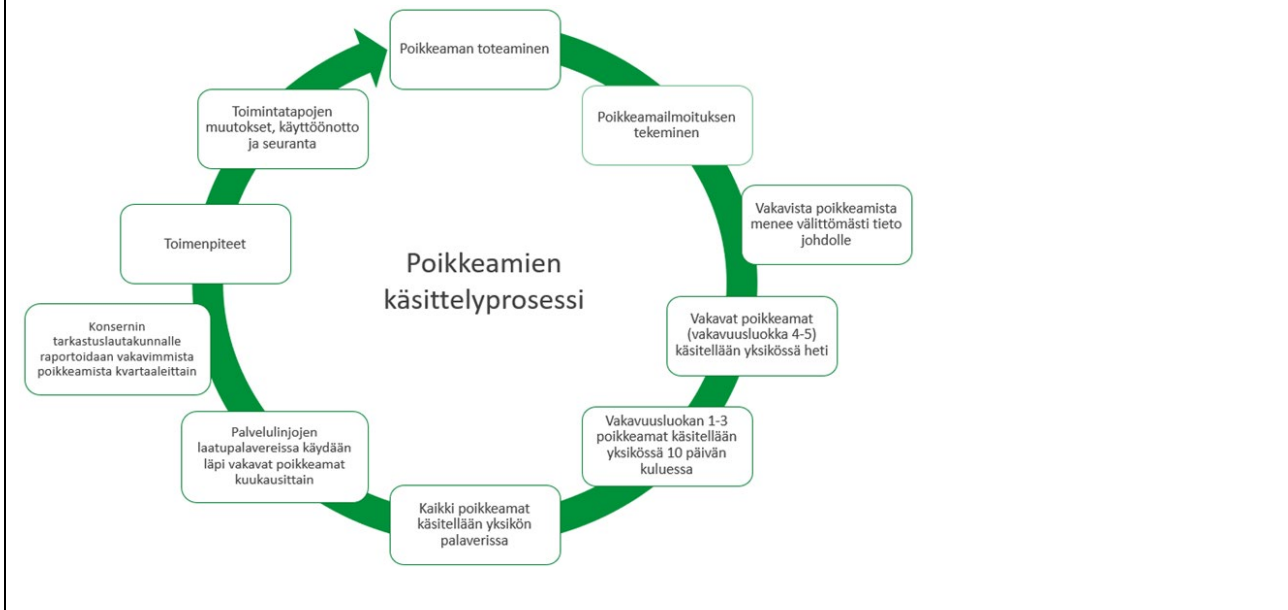 Poikkeaman toteaminen
Poikkeamailmoituksen
tekeminen
Vakavista poikkeamista
menee välittömästi tieto
johdolle
Vakavat poikkeamat
(vakavuusluokka 4-5)
käsitellään yksikössä heti
Vakavuusluokan 1-3
poikkeamat käsitellään
yksikössä 10 päivän
kuluessa
Kaikki poikkeamat
käsitellään yksikön
palaverissa
Palvelulinjojen
laatupalavereissa käydään
läpi vakavat poikkeamat
kuukausittain
Konsernin
tarkastuslautakunnalle
raportoidaan vakavimmista
poikkeamista kvartaaleittain
Toimenpiteet
Toimintatapojen
muutokset, käyttöönotto
ja seuranta
Poikkeamien
käsittelyprosessi